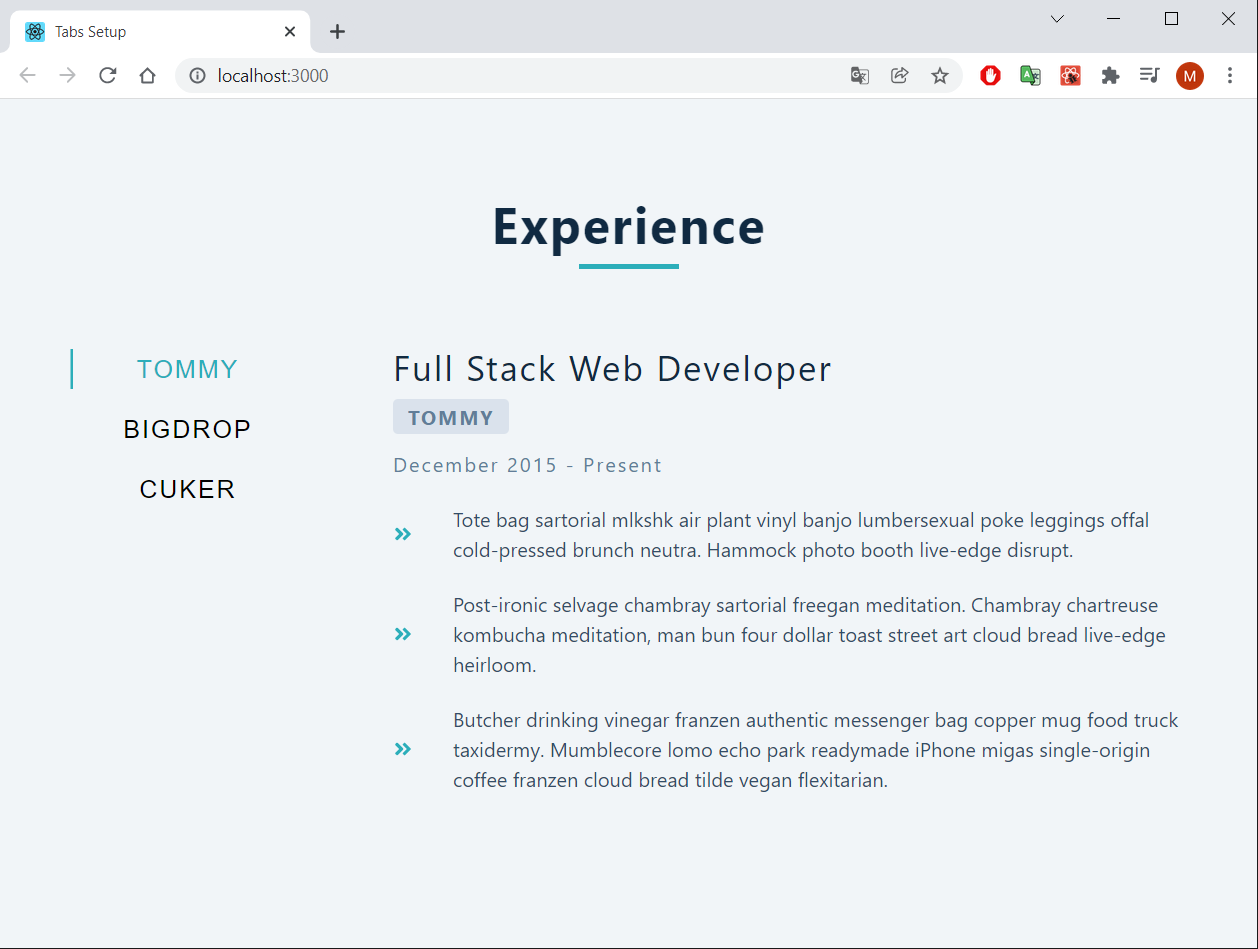 Tabs Setup
localhost:3000
M
Experience
TOMMY
BIGDROP
CUKER
Full Stack Web Developer
TOMMY
December 2015 - Present
Tote bag sartorial mlkshk air plant vinyl banjo lumbersexual poke leggings offal
cold-pressed brunch neutra. Hammock photo booth live-edge disrupt.
Post-ironic selvage chambray sartorial freegan meditation. Chambray chartreuse
kombucha meditation, man bun four dollar toast street art cloud bread live-edge
heirloom.
Butcher drinking vinegar franzen authentic messenger bag copper mug food truck
taxidermy. Mumblecore lomo echo park readymade iPhone migas single-origin
coffee franzen cloud bread tilde vegan flexitarian.